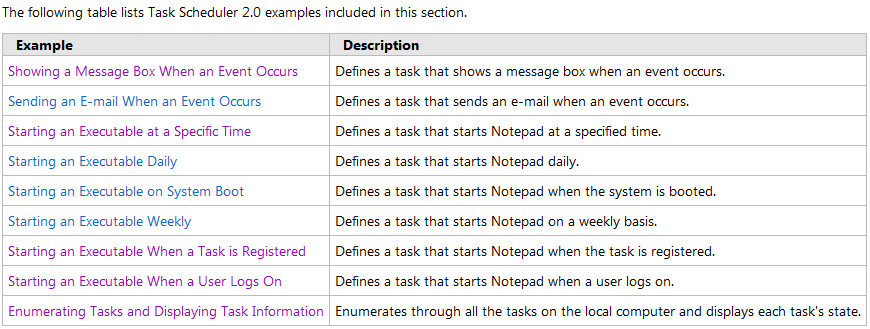 The following table lists Task Scheduler 2.0 examples included in this section.
Example Description
Showing a Message Box When an Event Occurs Defines a task that shows a message box when an event occurs.
Sending an E-mail When an Event Occurs Defines a task that sends an e-mail when an event occurs.
Starting an Executable at a Specific Time Defines a task that starts Notepad at a specified time.
Starting an Executable Daily Defines a task that starts Notepad daily.
Starting an Executable on System Boot Defines a task that starts Notepad when the system is booted.
Starting an Executable Weekly Defines a task that starts Notepad on a weekly basis.
Starting an Executable When a Task is Registered Defines a task that starts Notepad when the task is registered.
Starting an Executable When a User Logs On Defines a task that starts Notepad when a user logs on.
Enumerating Tasks and Displaying Task Information Enumerates through all the tasks on the local computer and displays each task's state.